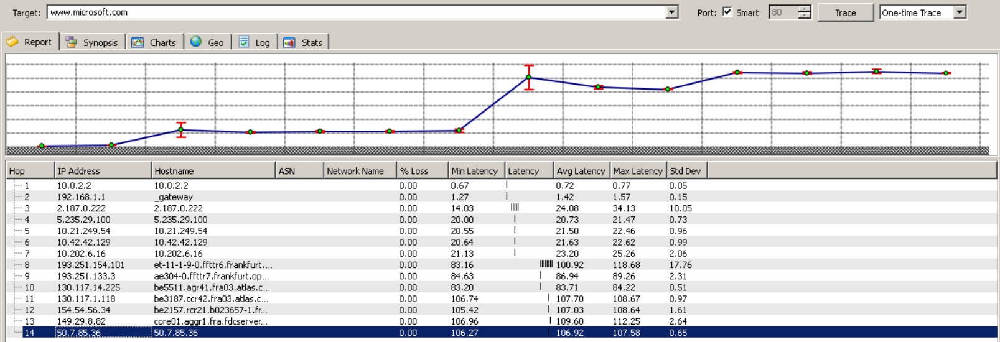 Target: www.microsoft.com Port: Smart 80 Trace One-time Trace
Report Synopsis Charts Geo Log Stats
Hop IP Address Hostname ASN Network Name % Loss Min Latency Latency Avg Latency Max Latency Std Dev
1 10.0.2.2 10.0.2.2 0.00 0.67 0.72 0.77 0.05
2 192.168.1.1 _gateway 0.00 1.27 1.42 1.57 0.15
3 2.187.0.222 2.187.0.222 0.00 14.03 24.08 34.13 10.05
4 5.235.29.100 5.235.29.100 0.00 20.00 20.73 21.47 0.73
5 10.21.249.54 10.21.249.54 0.00 20.55 21.50 22.46 0.96
6 10.42.42.129 10.42.42.129 0.00 20.64 21.63 22.62 0.99
7 10.202.6.16 10.202.6.16 0.00 21.13 23.20 25.26 2.06
8 193.251.154.101 et-11-1-9-0.ffttr6.frankfurt.... 0.00 83.16 100.92 118.68 17.76
9 193.251.133.3 ae304-0.ffttr7.frankfurt.op... 0.00 84.63 86.94 89.26 2.31
10 130.117.14.225 be5511.agr41.fra03.atlas.c... 0.00 83.20 83.71 84.22 0.51
11 130.117.1.118 be3187.ccr42.fra03.atlas.c... 0.00 106.74 107.70 108.67 0.97
12 154.54.56.34 be2157.rcr21.b023657-1.fr... 0.00 105.42 107.03 108.64 1.61
13 149.29.8.82 core01.aggr1.fra.fdcserver... 0.00 106.96 109.60 112.25 2.64
14 50.7.85.36 50.7.85.36 0.00 106.27 106.92 107.58 0.65